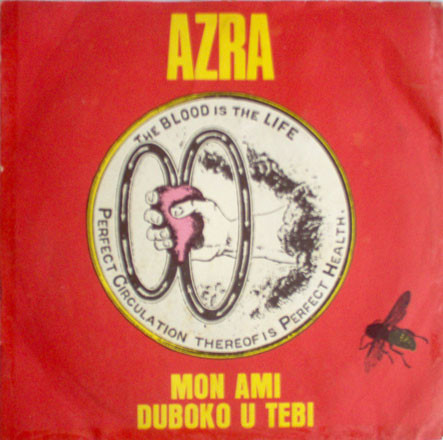 AZRA
THE BLOOD IS THE LIFE
PERFECT CIRCULATION THEREOF IS PERFECT HEALTH.
MON AMI
DUBOKO U TEBI